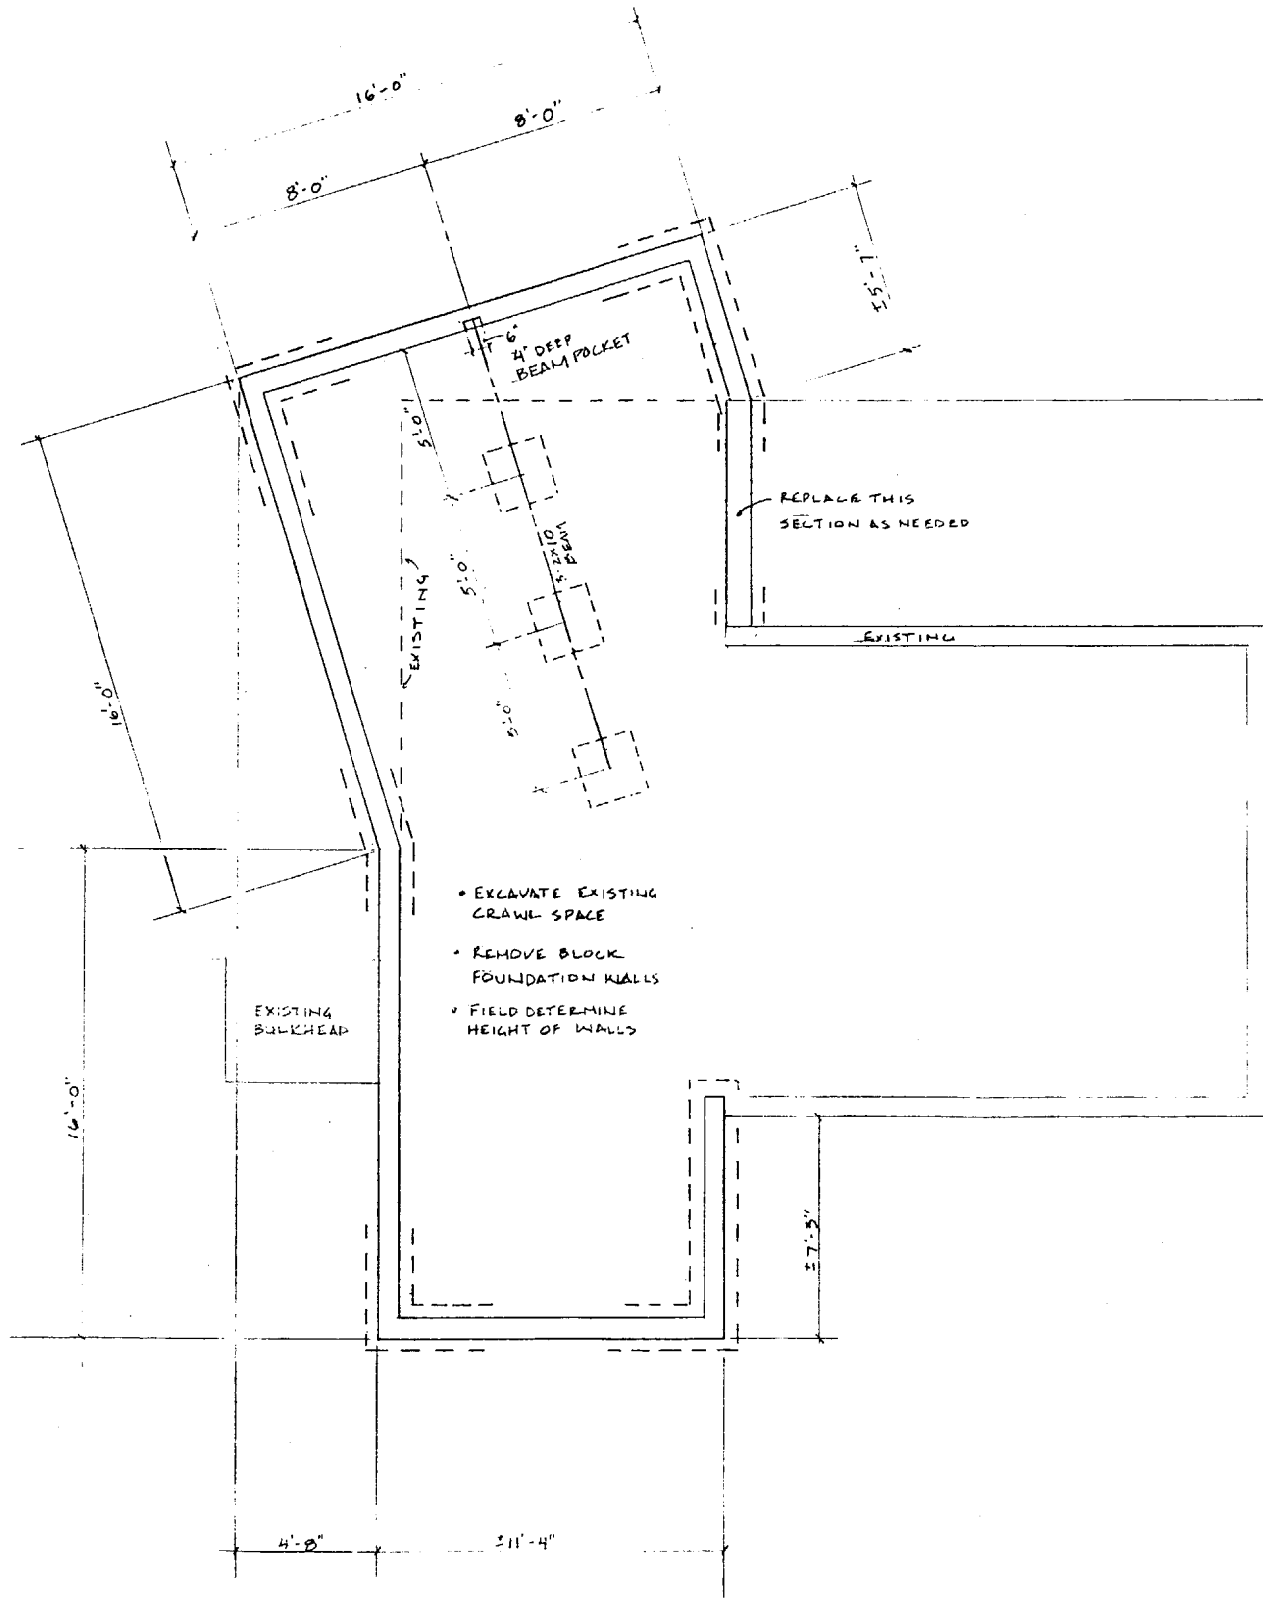 16'-0"
8'-0"
8'-0"
±5'-7"
6"
4" DEEP
BEAM POCKET
5'-0"
REPLACE THIS
SECTION AS NEEDED
3-2x10
BEAM
5'-0"
EXISTING
EXISTING
16'-0"
5'-0"
• EXCAVATE EXISTING
CRAWL SPACE
• REMOVE BLOCK
FOUNDATION WALLS
• FIELD DETERMINE
HEIGHT OF WALLS
EXISTING
BULKHEAD
16'-0"
±7'-3"
4'-8"
±11'-4"